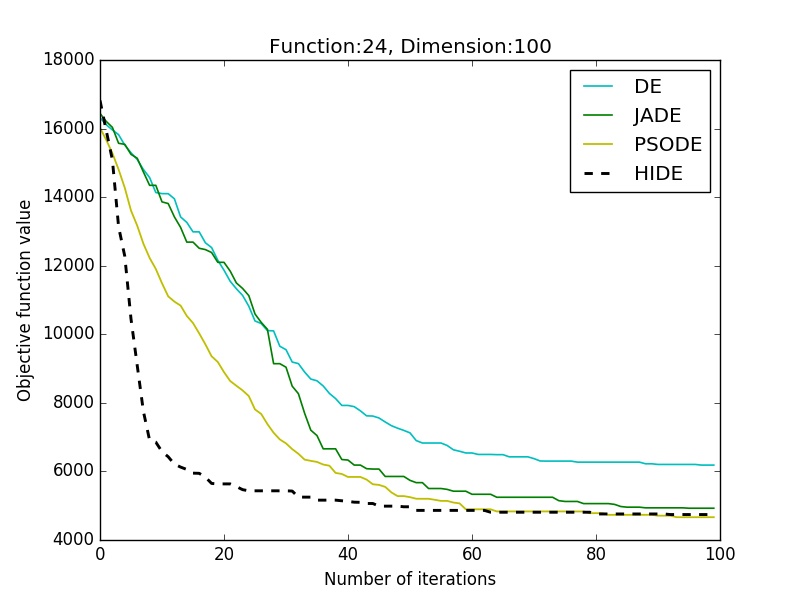 Function:24, Dimension:100
18000
16000
14000
12000
10000
8000
6000
4000
Objective function value
DE
JADE
PSODE
HIDE
0 20 40 60 80 100
Number of iterations